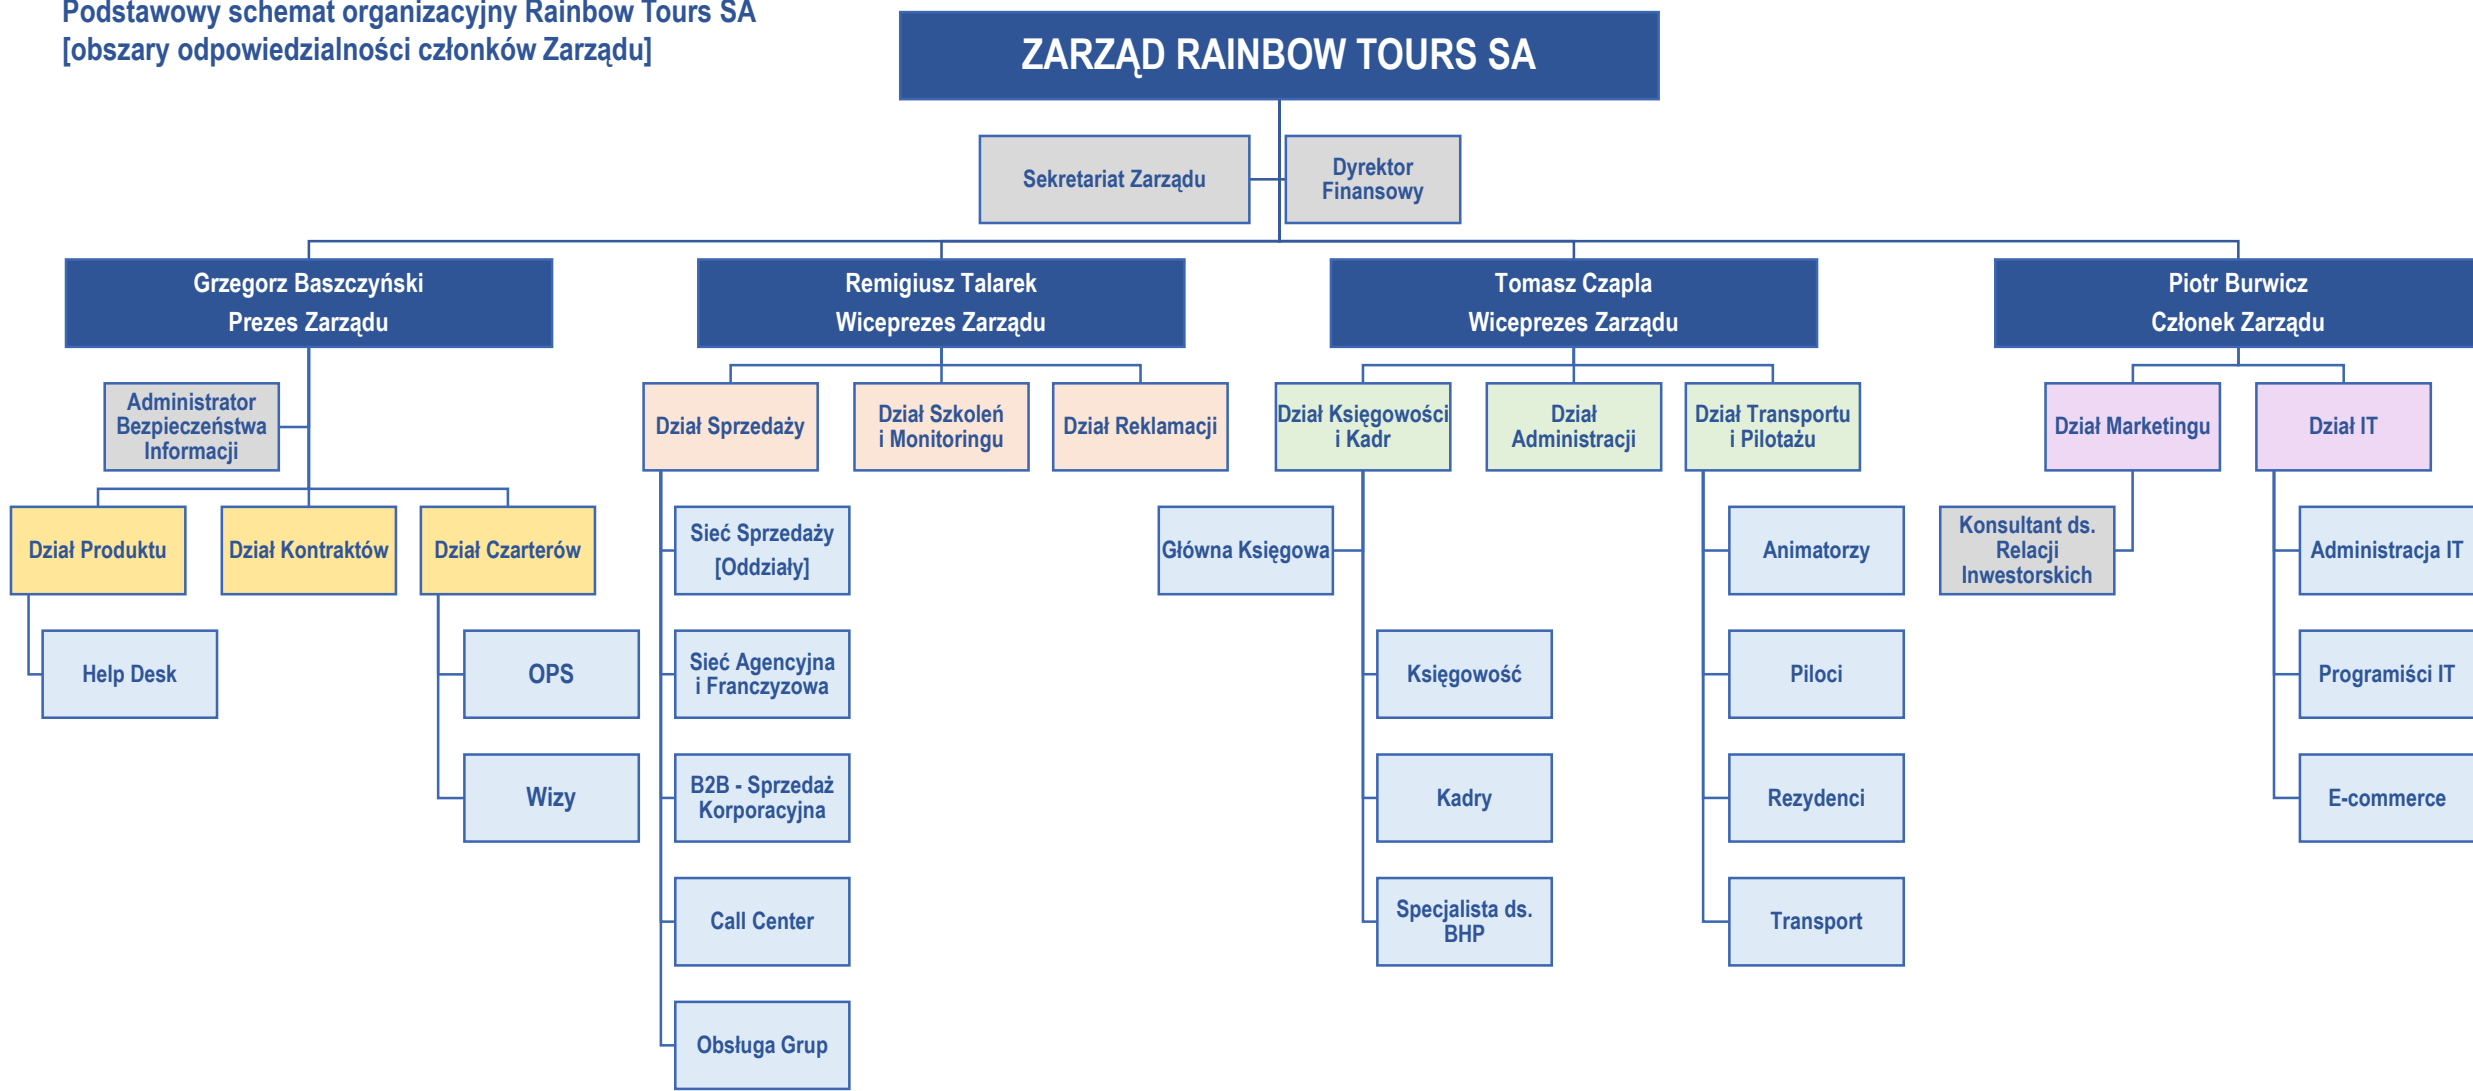 Podstawowy schemat organizacyjny Rainbow Tours SA
[obszary odpowiedzialności członków Zarządu]
ZARZĄD RAINBOW TOURS SA
Sekretariat Zarządu
Dyrektor
Finansowy
Grzegorz Baszczyński
Prezes Zarządu
Remigiusz Talarek
Wiceprezes Zarządu
Tomasz Czapla
Wiceprezes Zarządu
Piotr Burwicz
Członek Zarządu
Administrator
Bezpieczeństwa
Informacji
Dział Sprzedaży
Dział Szkoleń
i Monitoringu
Dział Reklamacji
Dział Księgowości
i Kadr
Dział
Administracji
Dział Transportu
i Pilotażu
Dział Marketingu
Dział IT
Dział Produktu
Dział Kontraktów
Dział Czarterów
Sieć Sprzedaży
[Oddziały]
Główna Księgowa
Animatorzy
Konsultant ds.
Relacji
Inwestorskich
Administracja IT
Help Desk
OPS
Sieć Agencyjna
i Franczyzowa
Księgowość
Piloci
Programiści IT
Wizy
B2B - Sprzedaż
Korporacyjna
Kadry
Rezydenci
E-commerce
Call Center
Specjalista ds.
BHP
Transport
Obsługa Grup